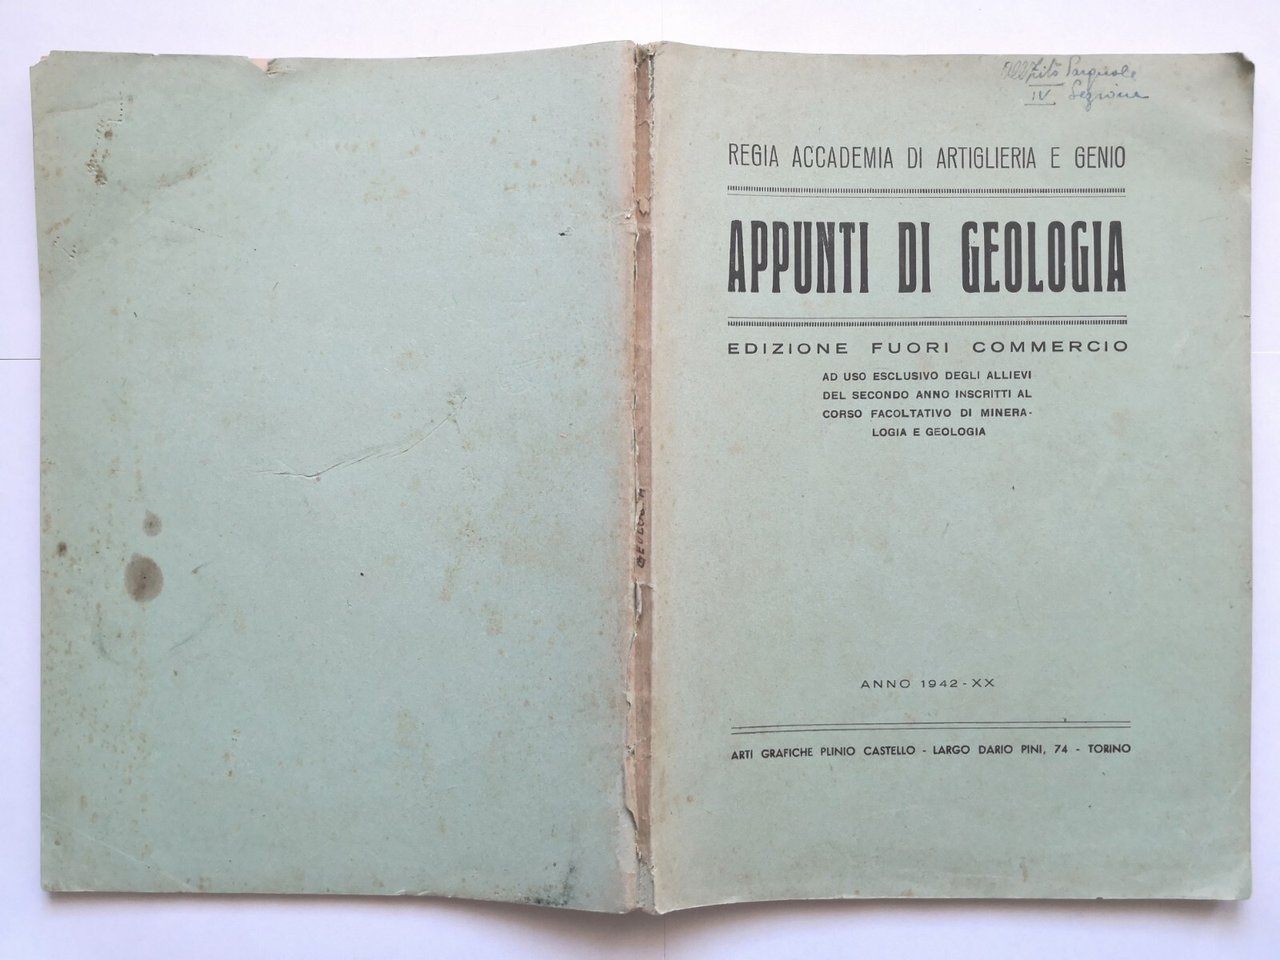 IV Sezione
REGIA ACCADEMIA DI ARTIGLIERIA E GENIO
APPUNTI DI GEOLOGIA
EDIZIONE FUORI COMMERCIO
AD USO ESCLUSIVO DEGLI ALLIEVI
DEL SECONDO ANNO INSCRITTI AL
CORSO FACOLTATIVO DI MINERA-
LOGIA E GEOLOGIA
ANNO 1942-XX
ARTI GRAFICHE PLINIO CASTELLO - LARGO DARIO PINI, 74 - TORINO